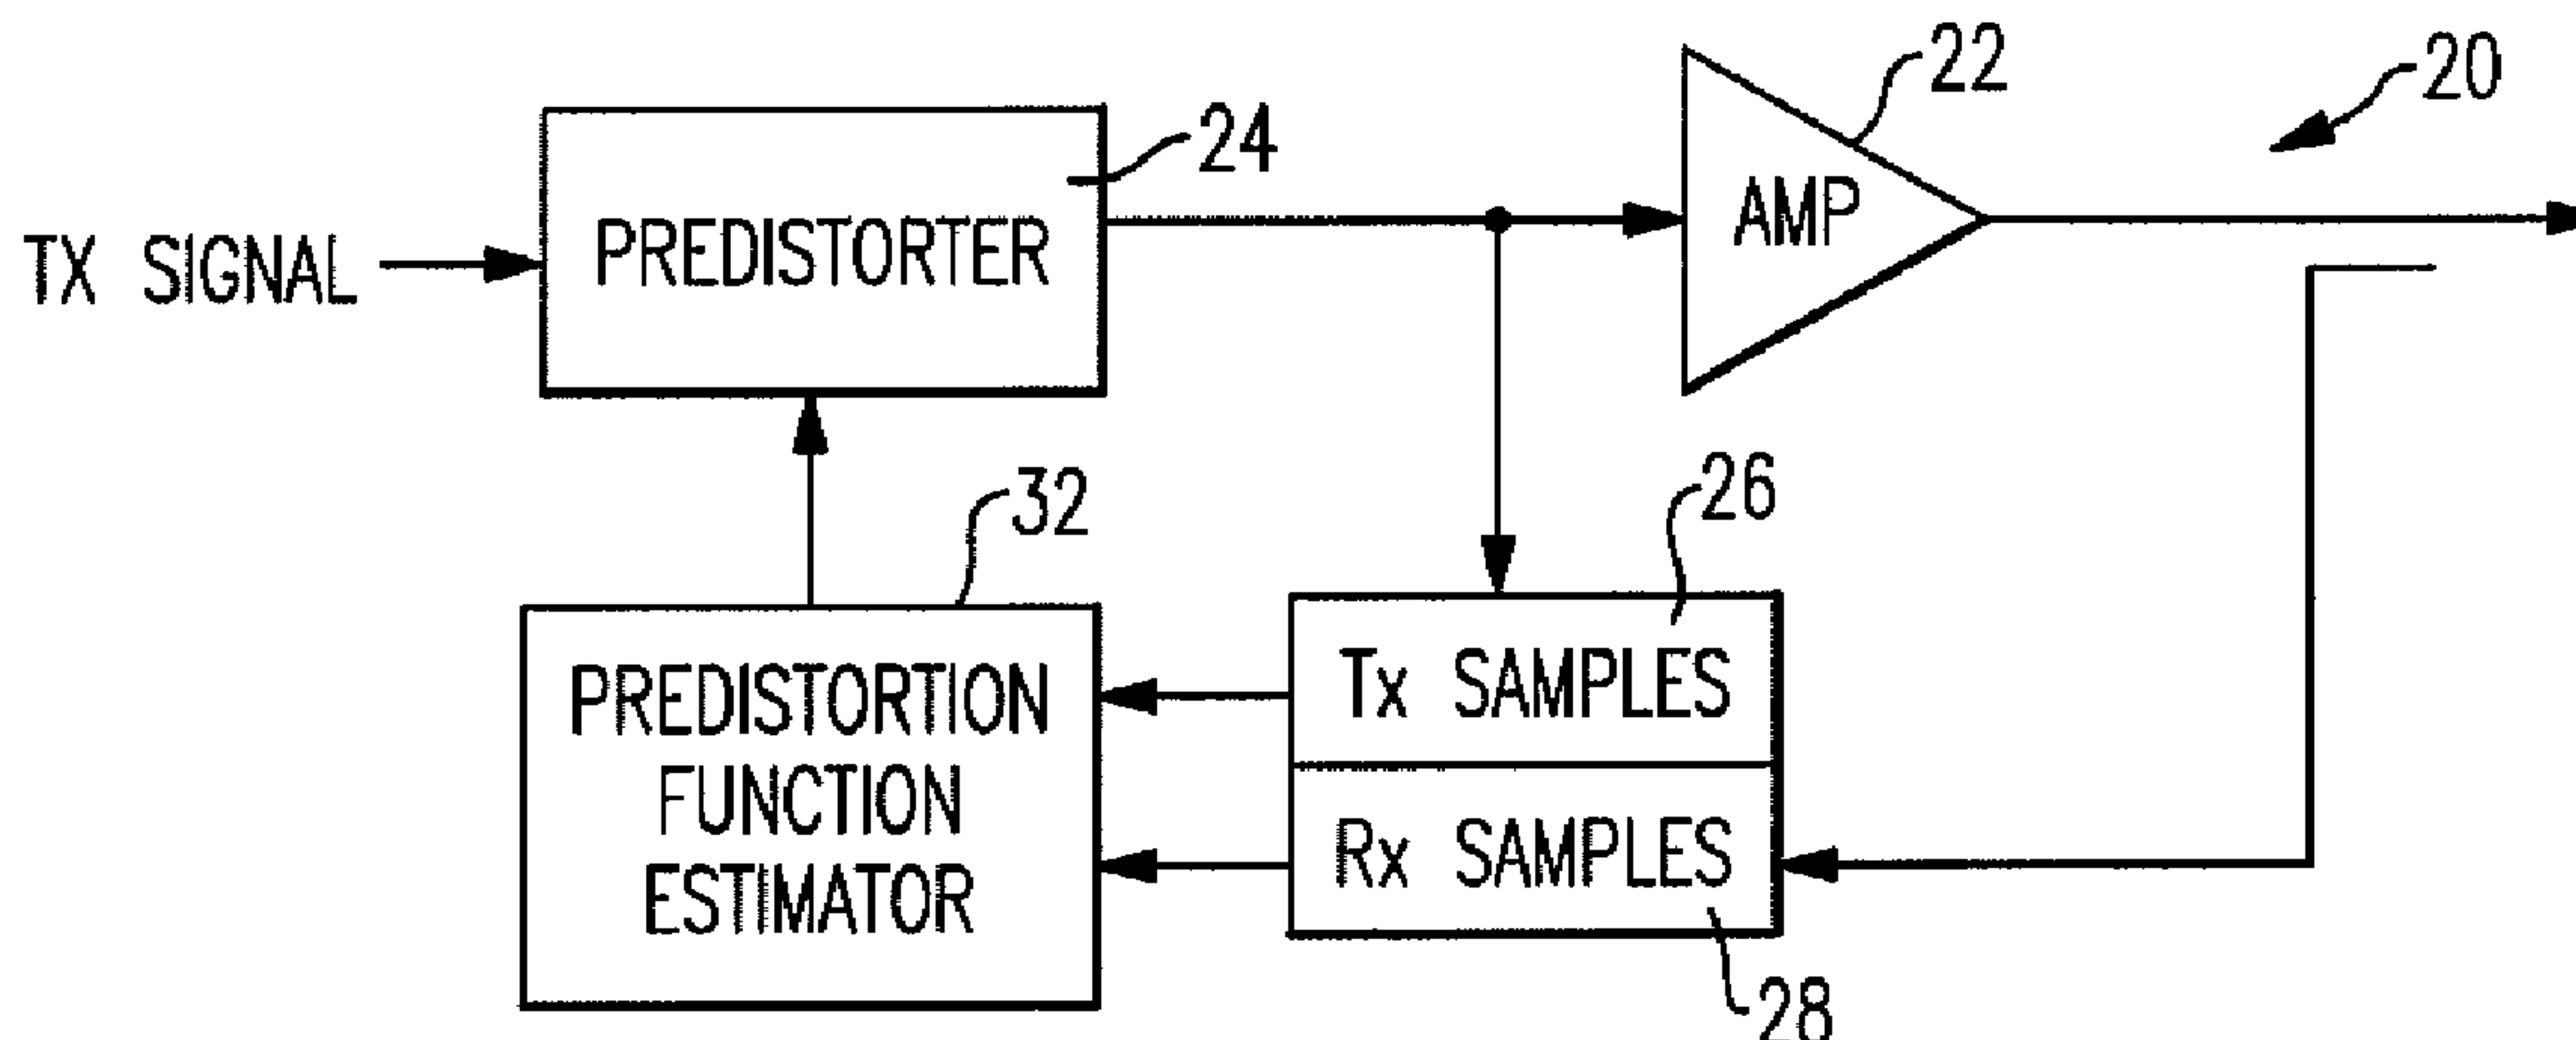 22
20
24
AMP
TX SIGNAL
PREDISTORTER
32
26
Tx SAMPLES
PREDISTORTION
FUNCTION
ESTIMATOR
Rx SAMPLES
28